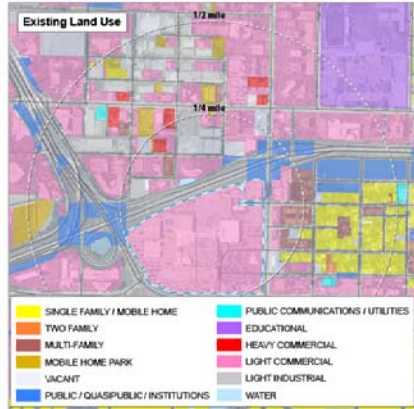 Existing Land Use
1/2 mile
1/4 mile
SINGLE FAMILY / MOBILE HOME
TWO FAMILY
MULTI-FAMILY
MOBILE HOME PARK
VACANT
PUBLIC / QUASIPUBLIC / INSTITUTIONS
PUBLIC COMMUNICATIONS / UTILITIES
EDUCATIONAL
HEAVY COMMERCIAL
LIGHT COMMERCIAL
LIGHT INDUSTRIAL
WATER